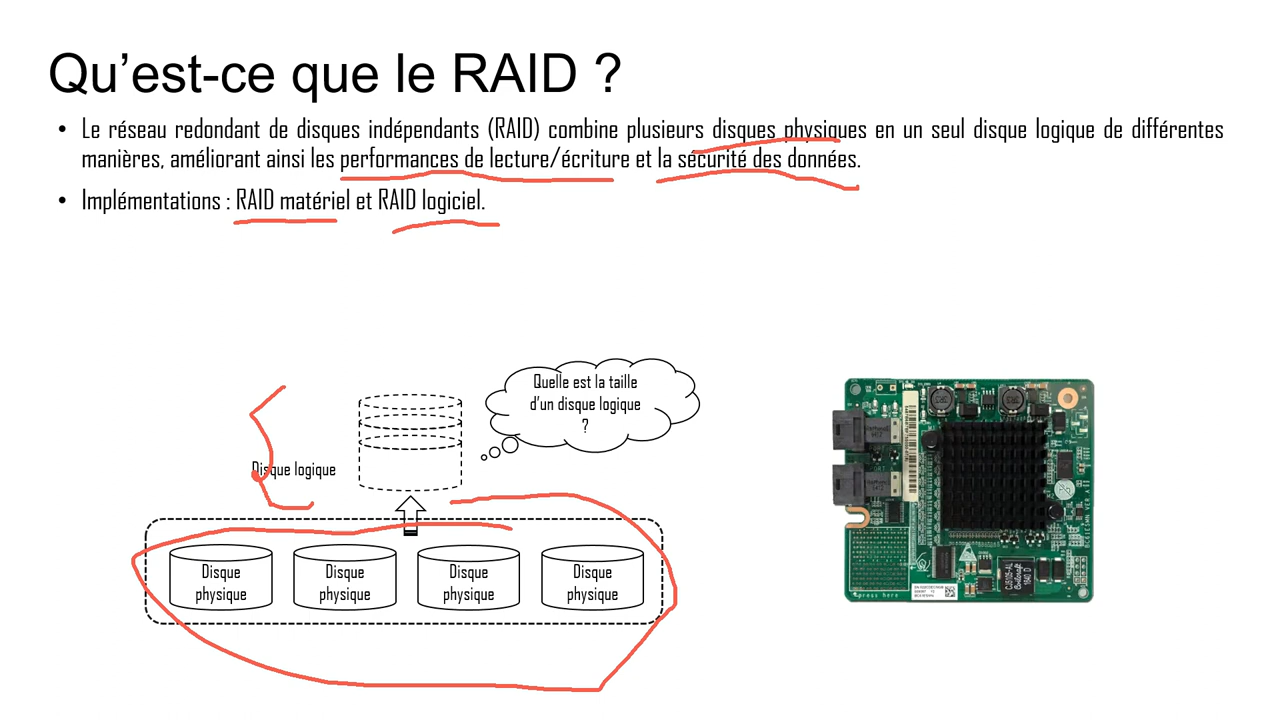 Qu’est-ce que le RAID ?
• Le réseau redondant de disques indépendants (RAID) combine plusieurs disques physiques en un seul disque logique de différentes
manières, améliorant ainsi les performances de lecture/écriture et la sécurité des données.
• Implémentations : RAID matériel et RAID logiciel.
Quelle est la taille
d’un disque logique
?
Disque logique
Disque
physique
Disque
physique
Disque
physique
Disque
physique
press here